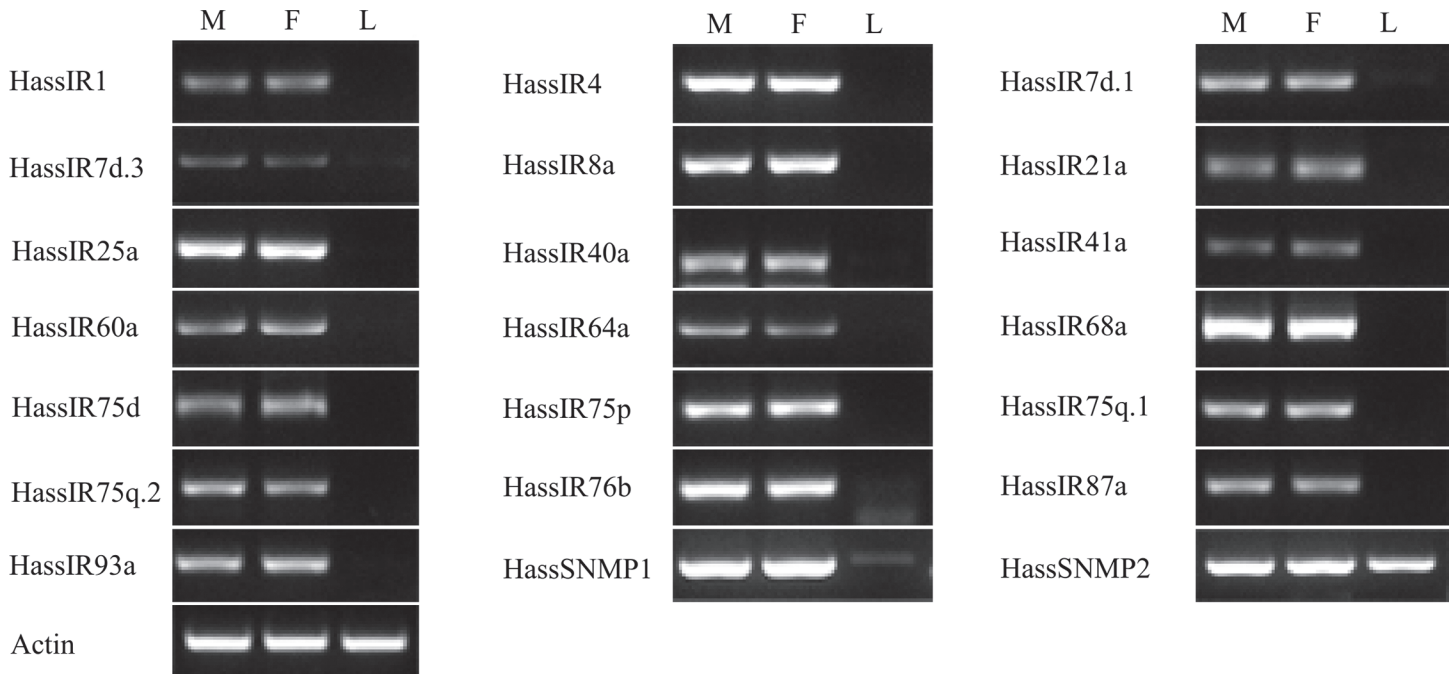 M F L M F L M F L
HassIR1 HassIR4 HassIR7d.1
HassIR7d.3 HassIR8a HassIR21a
HassIR25a HassIR40a HassIR41a
HassIR60a HassIR64a HassIR68a
HassIR75d HassIR75p HassIR75q.1
HassIR75q.2 HassIR76b HassIR87a
HassIR93a HassSNMP1 HassSNMP2
Actin